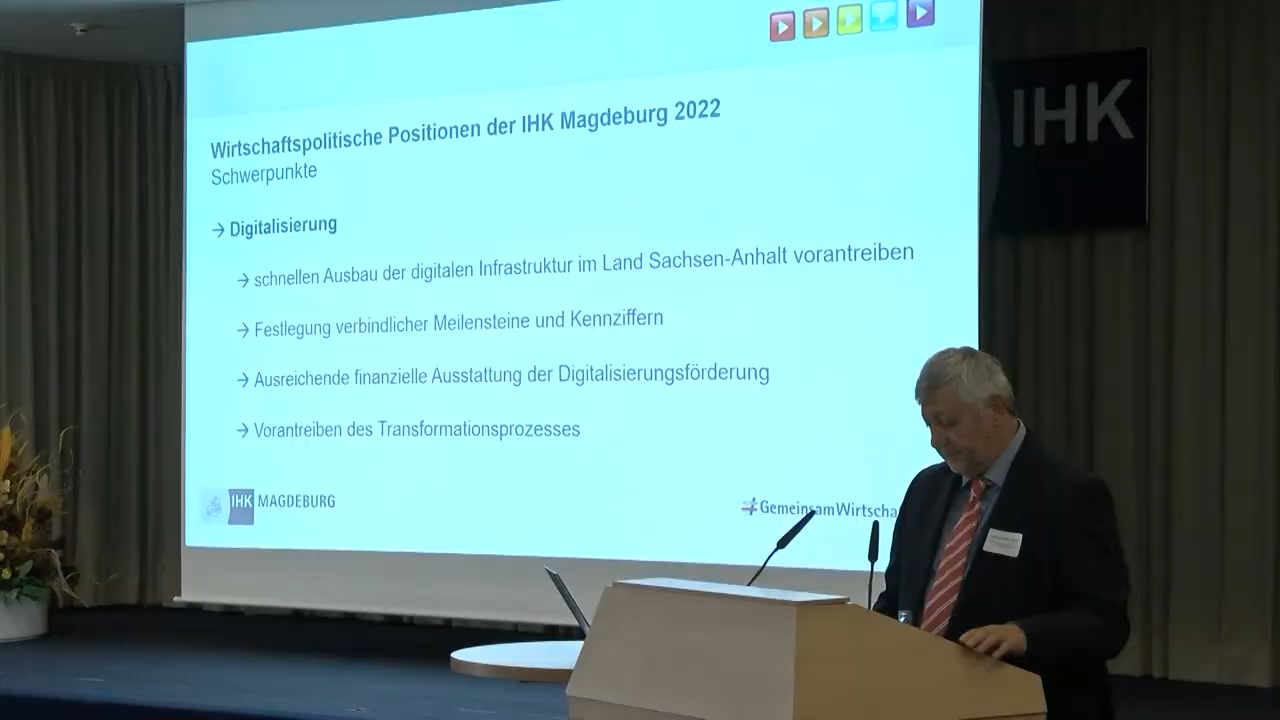 Wirtschaftspolitische Positionen der IHK Magdeburg 2022
Schwerpunkte
→ Digitalisierung
→ schnellen Ausbau der digitalen Infrastruktur im Land Sachsen-Anhalt vorantreiben
→ Festlegung verbindlicher Meilensteine und Kennziffern
→ Ausreichende finanzielle Ausstattung der Digitalisierungsförderung
→ Vorantreiben des Transformationsprozesses
IHK MAGDEBURG
#GemeinsamWirtscha
IHK